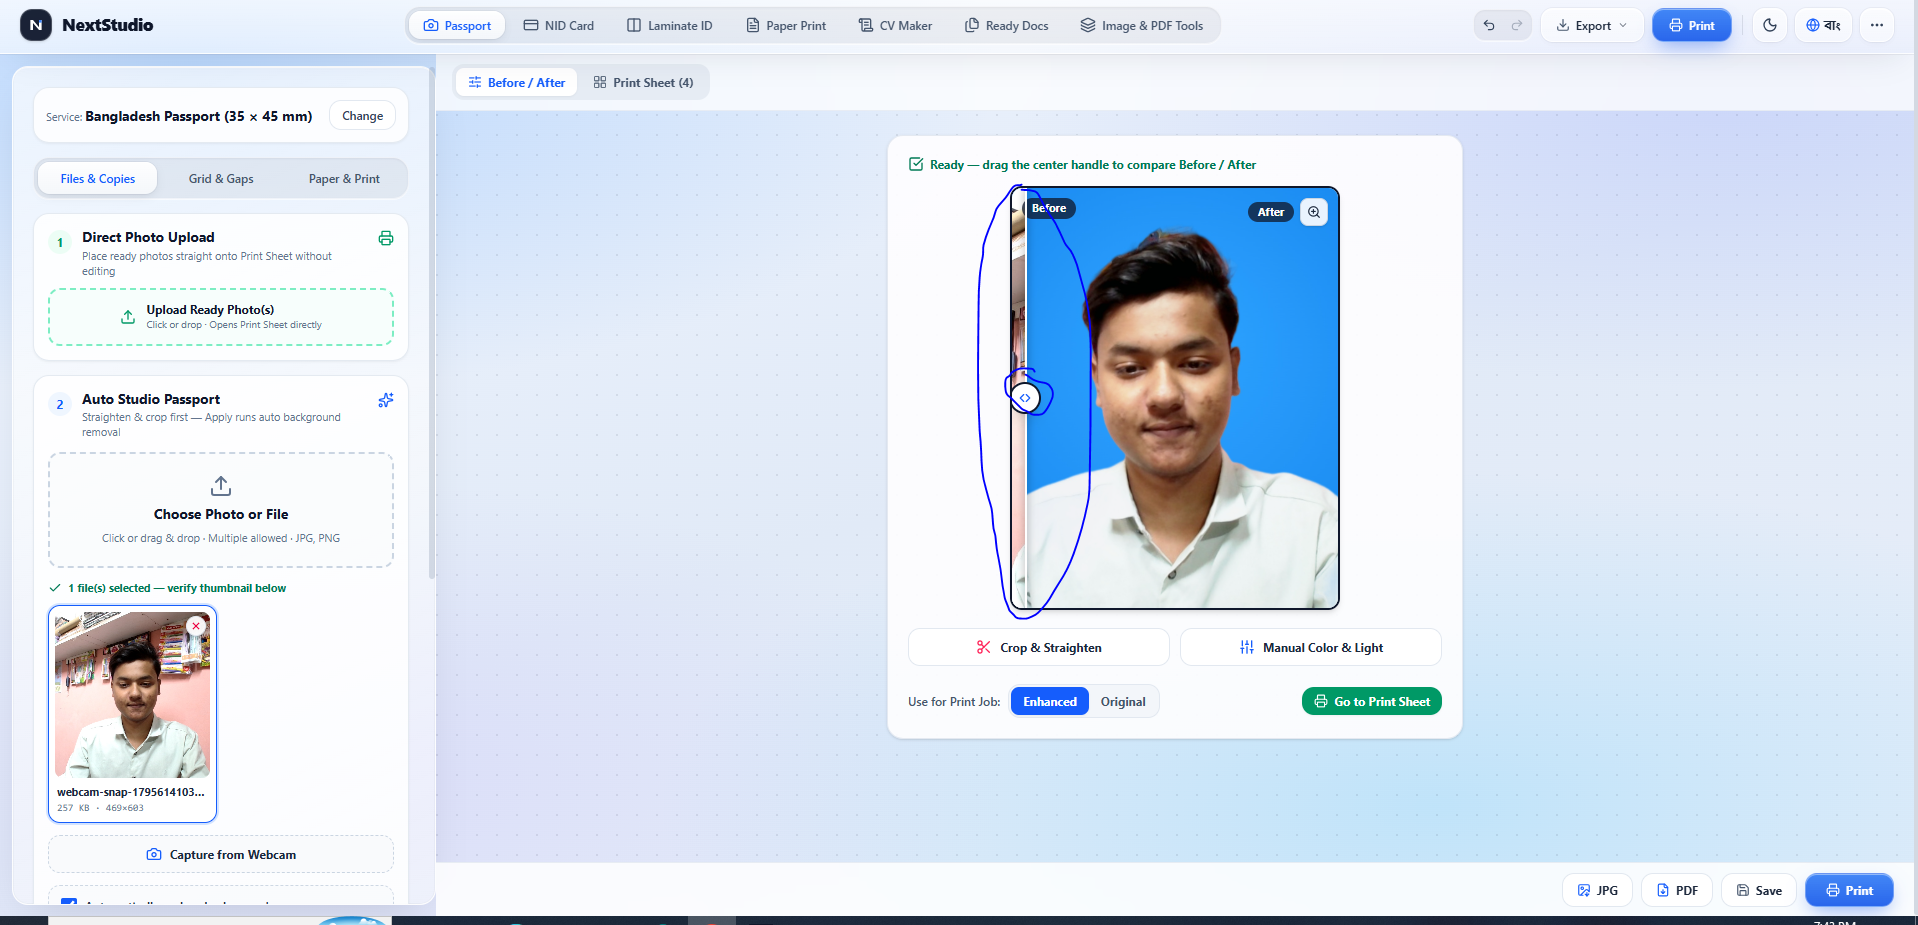 N NextStudio
Passport
NID Card
Laminate ID
Paper Print
CV Maker
Ready Docs
Image & PDF Tools
Export
Print
বাং
Service: Bangladesh Passport (35 × 45 mm)
Change
Files & Copies
Grid & Gaps
Paper & Print
1
Direct Photo Upload
Place ready photos straight onto Print Sheet without
editing
Upload Ready Photo(s)
Click or drop · Opens Print Sheet directly
2
Auto Studio Passport
Straighten & crop first — Apply runs auto background
removal
Choose Photo or File
Click or drag & drop · Multiple allowed · JPG, PNG
1 file(s) selected — verify thumbnail below
webcam-snap-1795614103...
257 KB · 469×603
Capture from Webcam
Before / After
Print Sheet (4)
Ready — drag the center handle to compare Before / After
Before
After
Crop & Straighten
Manual Color & Light
Use for Print Job:
Enhanced
Original
Go to Print Sheet
JPG
PDF
Save
Print